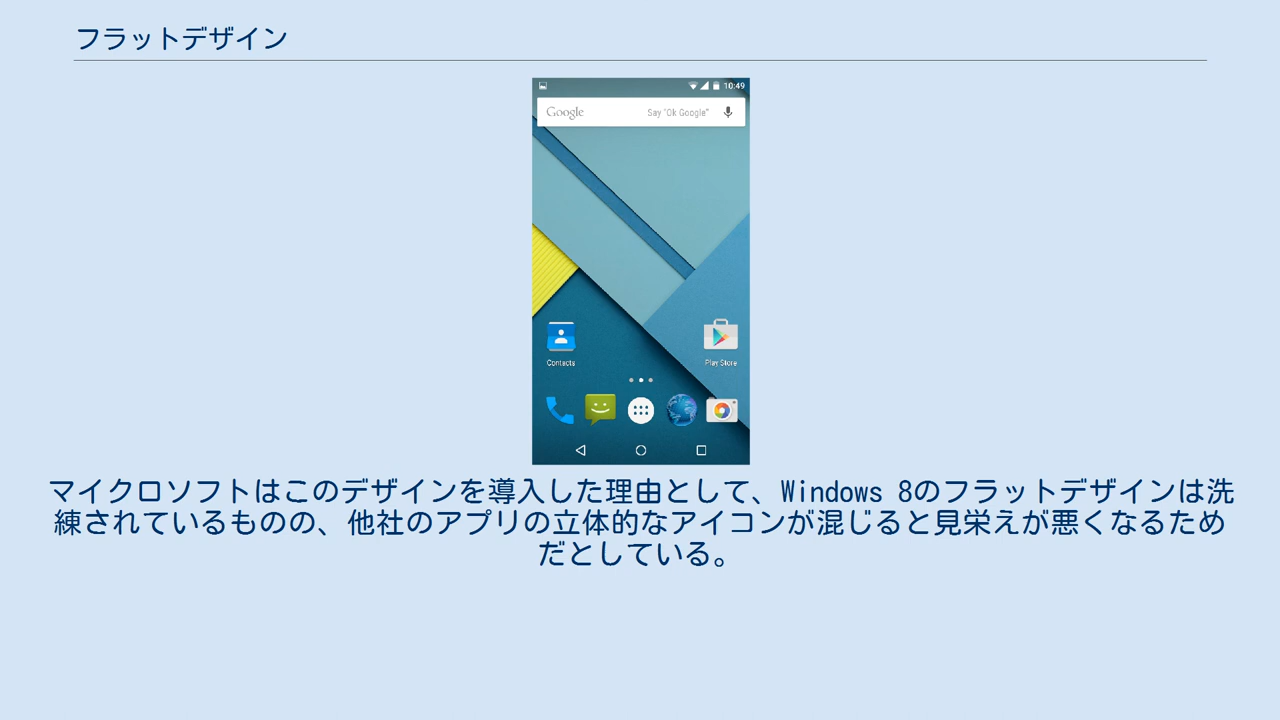 フラットデザイン
10:49
Google Say "Ok Google"
Contacts Play Store
マイクロソフトはこのデザインを導入した理由として、Windows 8のフラットデザインは洗
練されているものの、他社のアプリの立体的なアイコンが混じると見栄えが悪くなるため
だとしている。